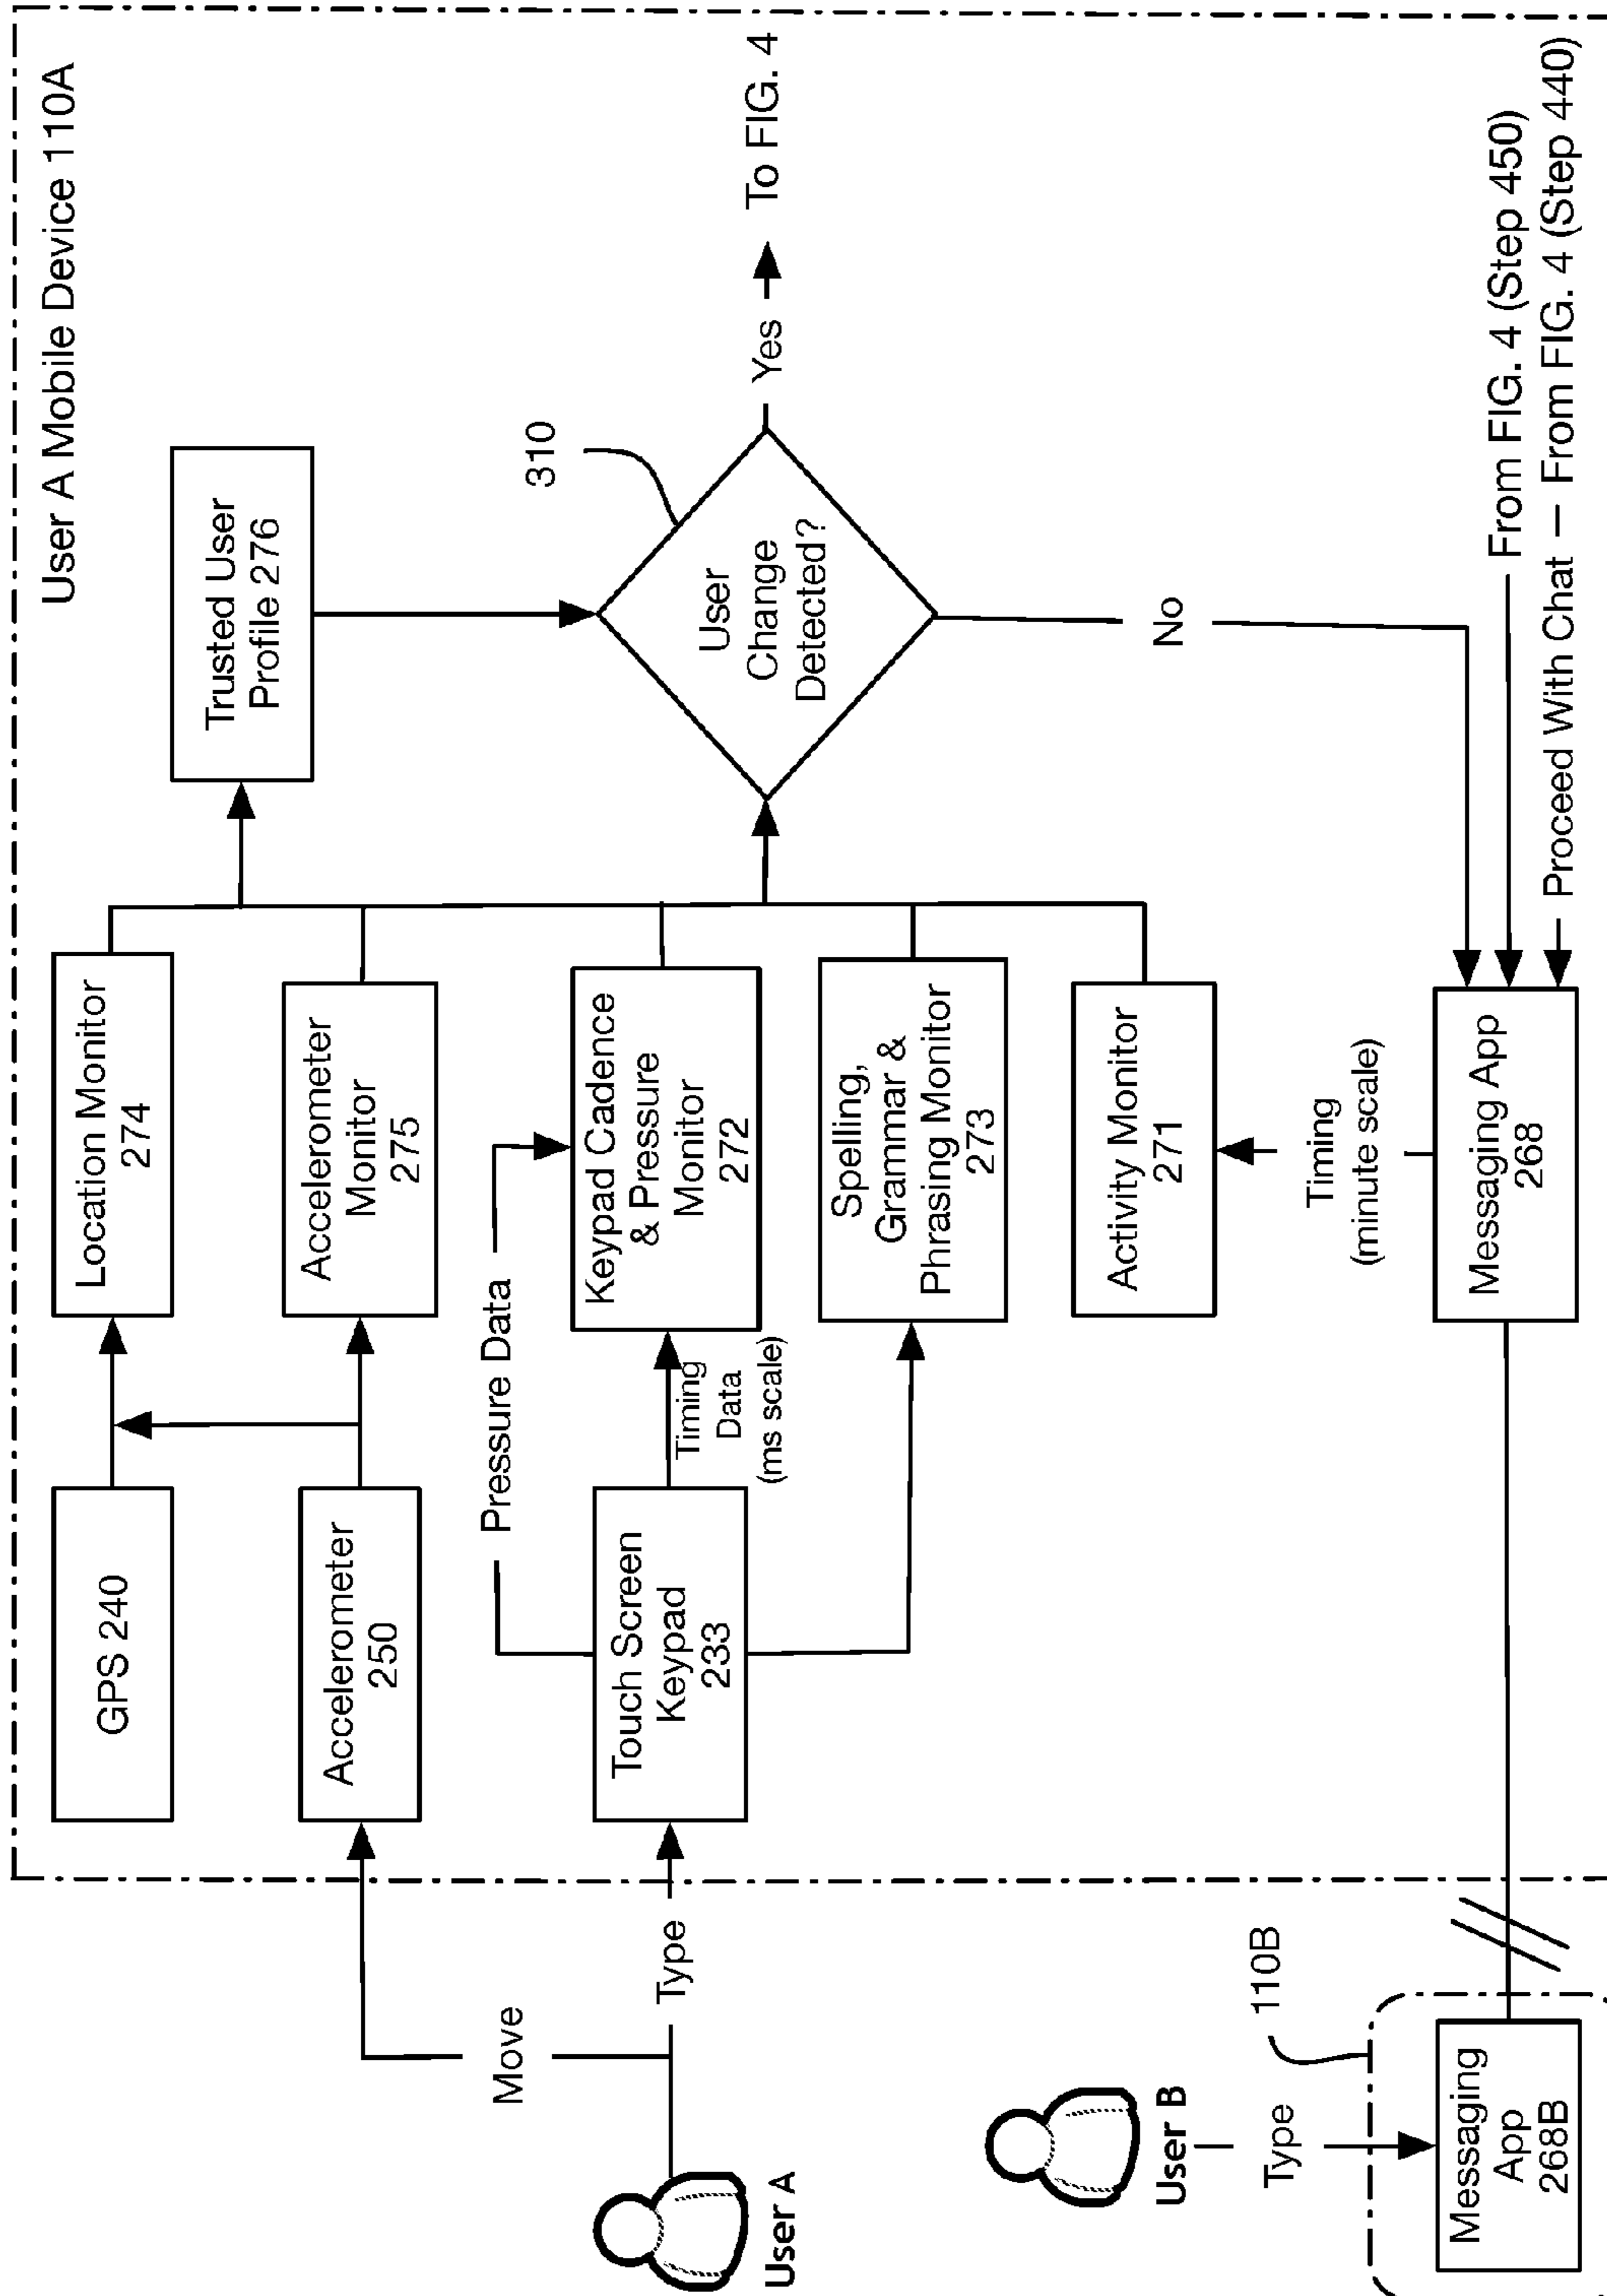 User A Mobile Device 110A
GPS 240
Location Monitor
274
Trusted User
Profile 276
Accelerometer
250
Accelerometer
Monitor
275
Move
Pressure Data
310
User A
Type
Touch Screen
Keypad
233
Timing
Data
(ms scale)
Keypad Cadence
& Pressure
Monitor
272
User
Change
Detected?
Yes
To FIG. 4
Spelling,
Grammar &
Phrasing Monitor
273
Activity Monitor
271
No
User B
Type
110B
Timing
(minute scale)
Messaging
App
268B
Messaging App
268
From FIG. 4 (Step 450)
Proceed With Chat — From FIG. 4 (Step 440)